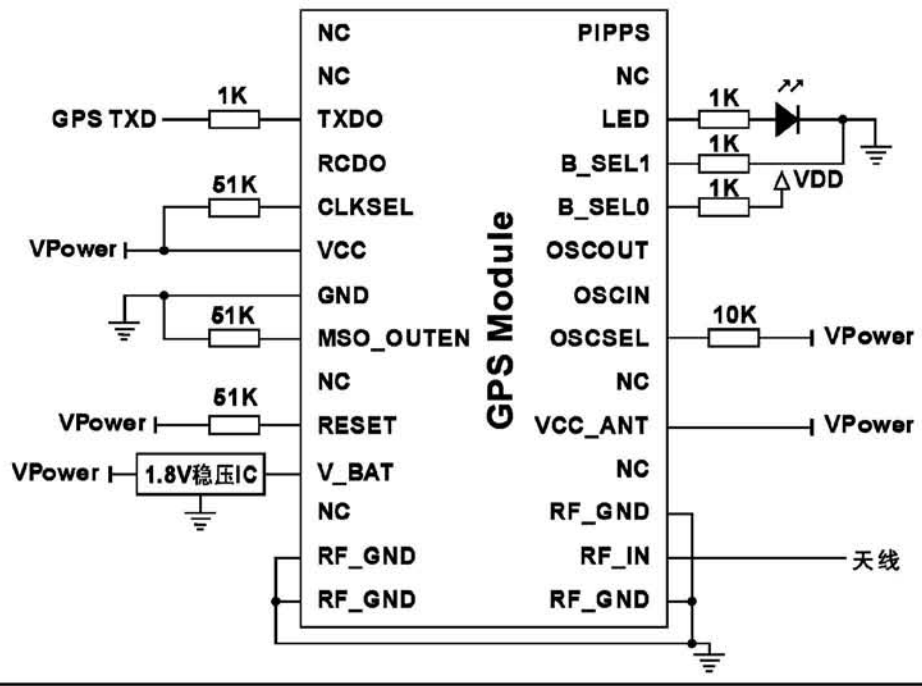 NC PIPPS
NC NC
1K 1K
GPS TXD TXDO LED
1K
RCDO B_SEL1
51K 1K VDD
CLKSEL B_SEL0
VPower VCC OSCOUT
GND OSCIN
51K 10K
MSO_OUTEN OSCSEL VPower
NC NC
51K
VPower RESET VCC_ANT VPower
VPower 1.8V稳压IC V_BAT NC
NC RF_GND
RF_GND RF_IN 天线
RF_GND RF_GND
GPS Module